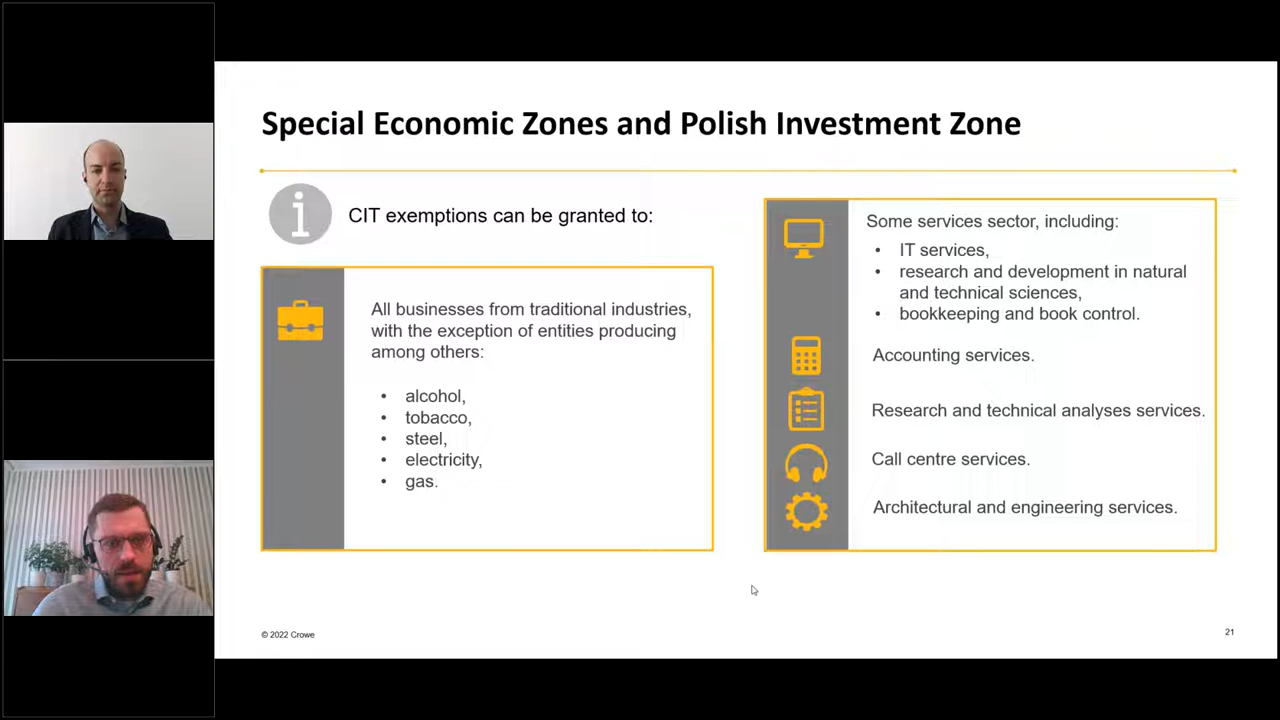 Special Economic Zones and Polish Investment Zone
CIT exemptions can be granted to:
All businesses from traditional industries,
with the exception of entities producing
among others:
• alcohol,
• tobacco,
• steel,
• electricity,
• gas.
Some services sector, including:
• IT services,
• research and development in natural
and technical sciences,
• bookkeeping and book control.
Accounting services.
Research and technical analyses services.
Call centre services.
Architectural and engineering services.
© 2022 Crowe
21